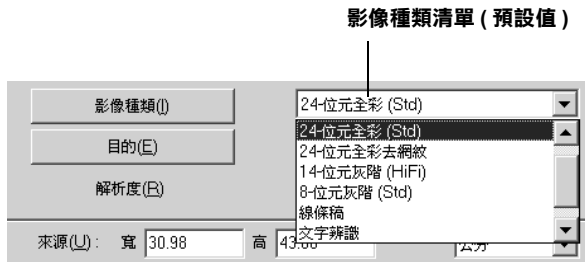 影像種類清單 ( 預設值 )
影像種類(I)
24-位元全彩 (Std)
目的(E)
24-位元全彩 (Std)
24-位元全彩去網紋
14-位元灰階 (HiFi)
8-位元灰階 (Std)
線條稿
文字辨識
解析度(R)
來源(U): 寬 30.98 高